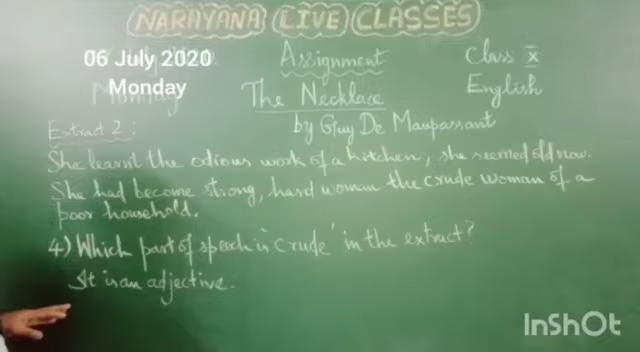 NARAYANA LIVE CLASSES
06 July 2020 Assignment Class X
Monday The Necklace English
by Guy De Maupassant
Extract 2:
She learnt the odious work of a kitchen, she seemed old now.
She had become strong, hard woman the crude woman of a
poor household.
4) Which part of speech is 'crude' in the extract?
It is an adjective.
InShOt